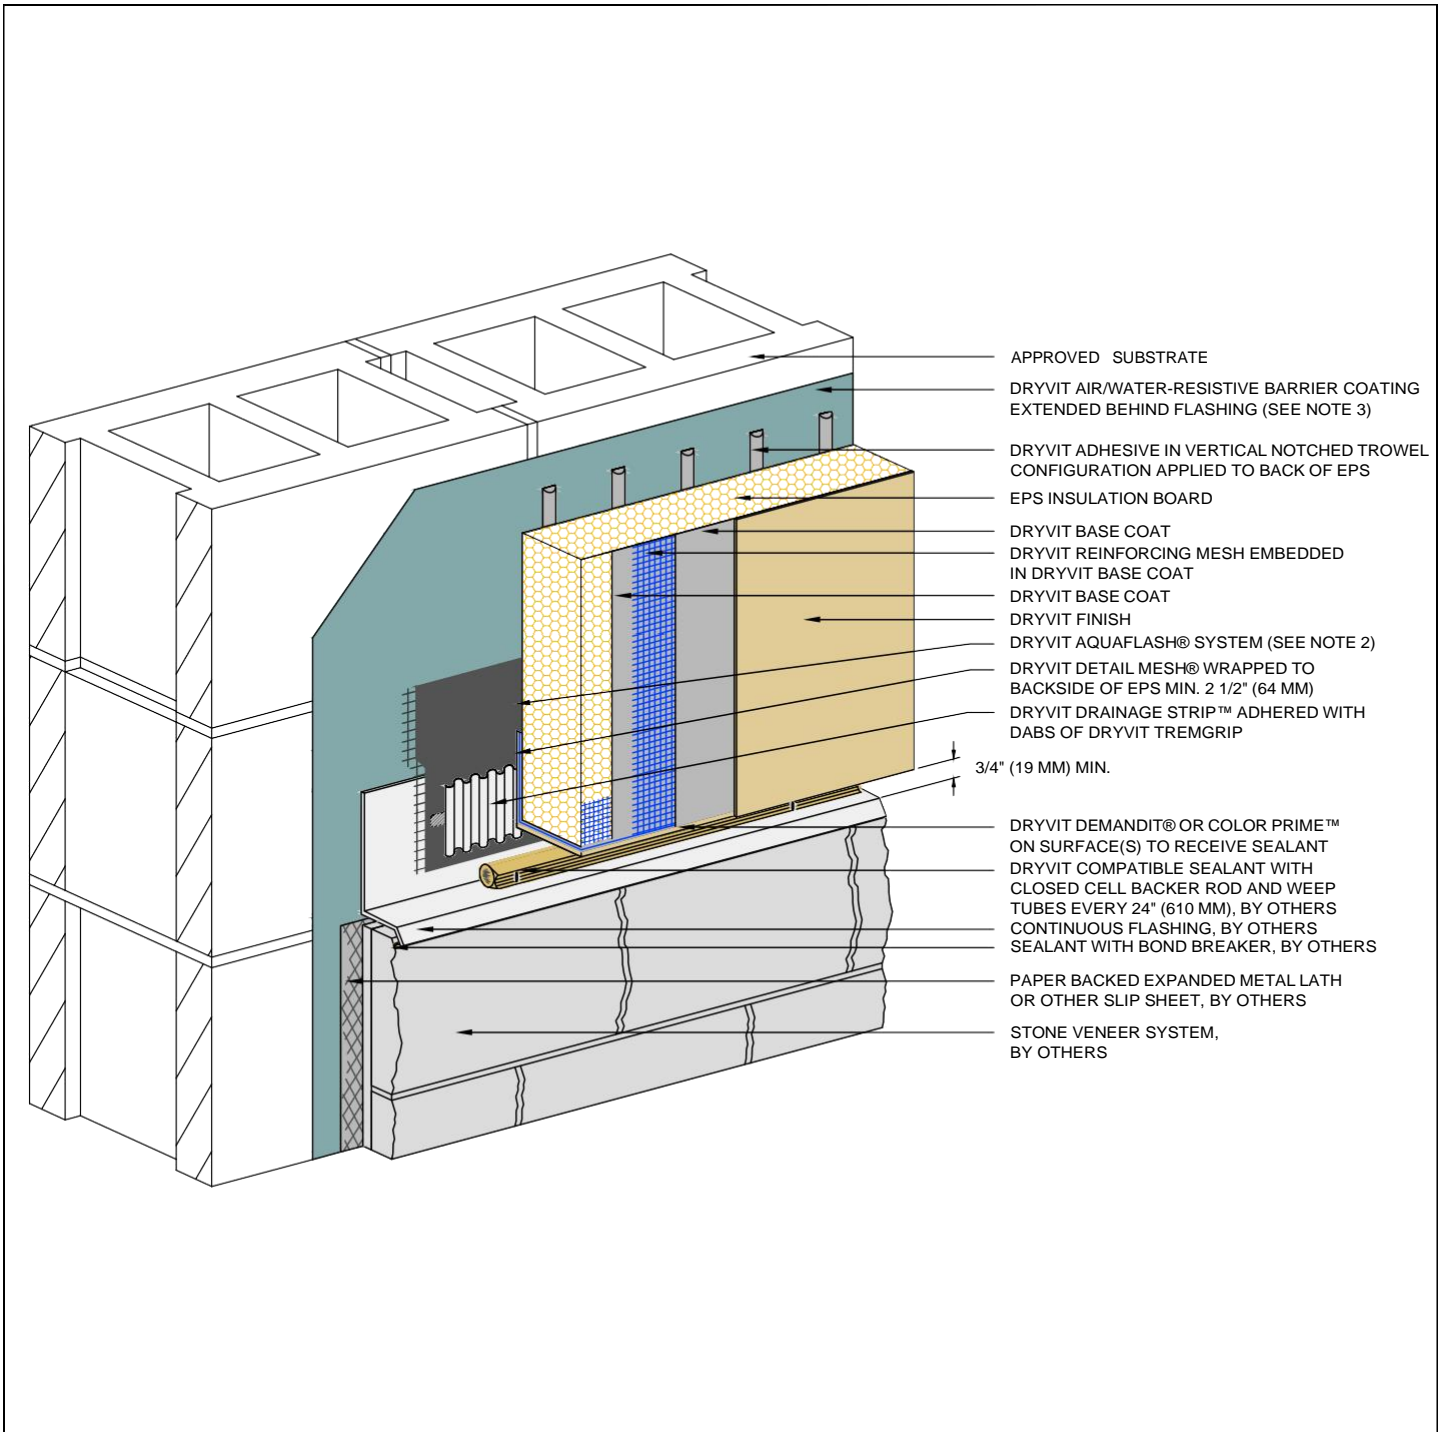 APPROVED SUBSTRATE
DRYVIT AIR/WATER-RESISTIVE BARRIER COATING
EXTENDED BEHIND FLASHING (SEE NOTE 3)
DRYVIT ADHESIVE IN VERTICAL NOTCHED TROWEL
CONFIGURATION APPLIED TO BACK OF EPS
EPS INSULATION BOARD
DRYVIT BASE COAT
DRYVIT REINFORCING MESH EMBEDDED
IN DRYVIT BASE COAT
DRYVIT BASE COAT
DRYVIT FINISH
DRYVIT AQUAFLASH® SYSTEM (SEE NOTE 2)
DRYVIT DETAIL MESH® WRAPPED TO
BACKSIDE OF EPS MIN. 2 1/2" (64 MM)
DRYVIT DRAINAGE STRIP™ ADHERED WITH
DABS OF DRYVIT TREMGRIP
3/4" (19 MM) MIN.
DRYVIT DEMANDIT® OR COLOR PRIME™
ON SURFACE(S) TO RECEIVE SEALANT
DRYVIT COMPATIBLE SEALANT WITH
CLOSED CELL BACKER ROD AND WEEP
TUBES EVERY 24" (610 MM), BY OTHERS
CONTINUOUS FLASHING, BY OTHERS
SEALANT WITH BOND BREAKER, BY OTHERS
PAPER BACKED EXPANDED METAL LATH
OR OTHER SLIP SHEET, BY OTHERS
STONE VENEER SYSTEM,
BY OTHERS